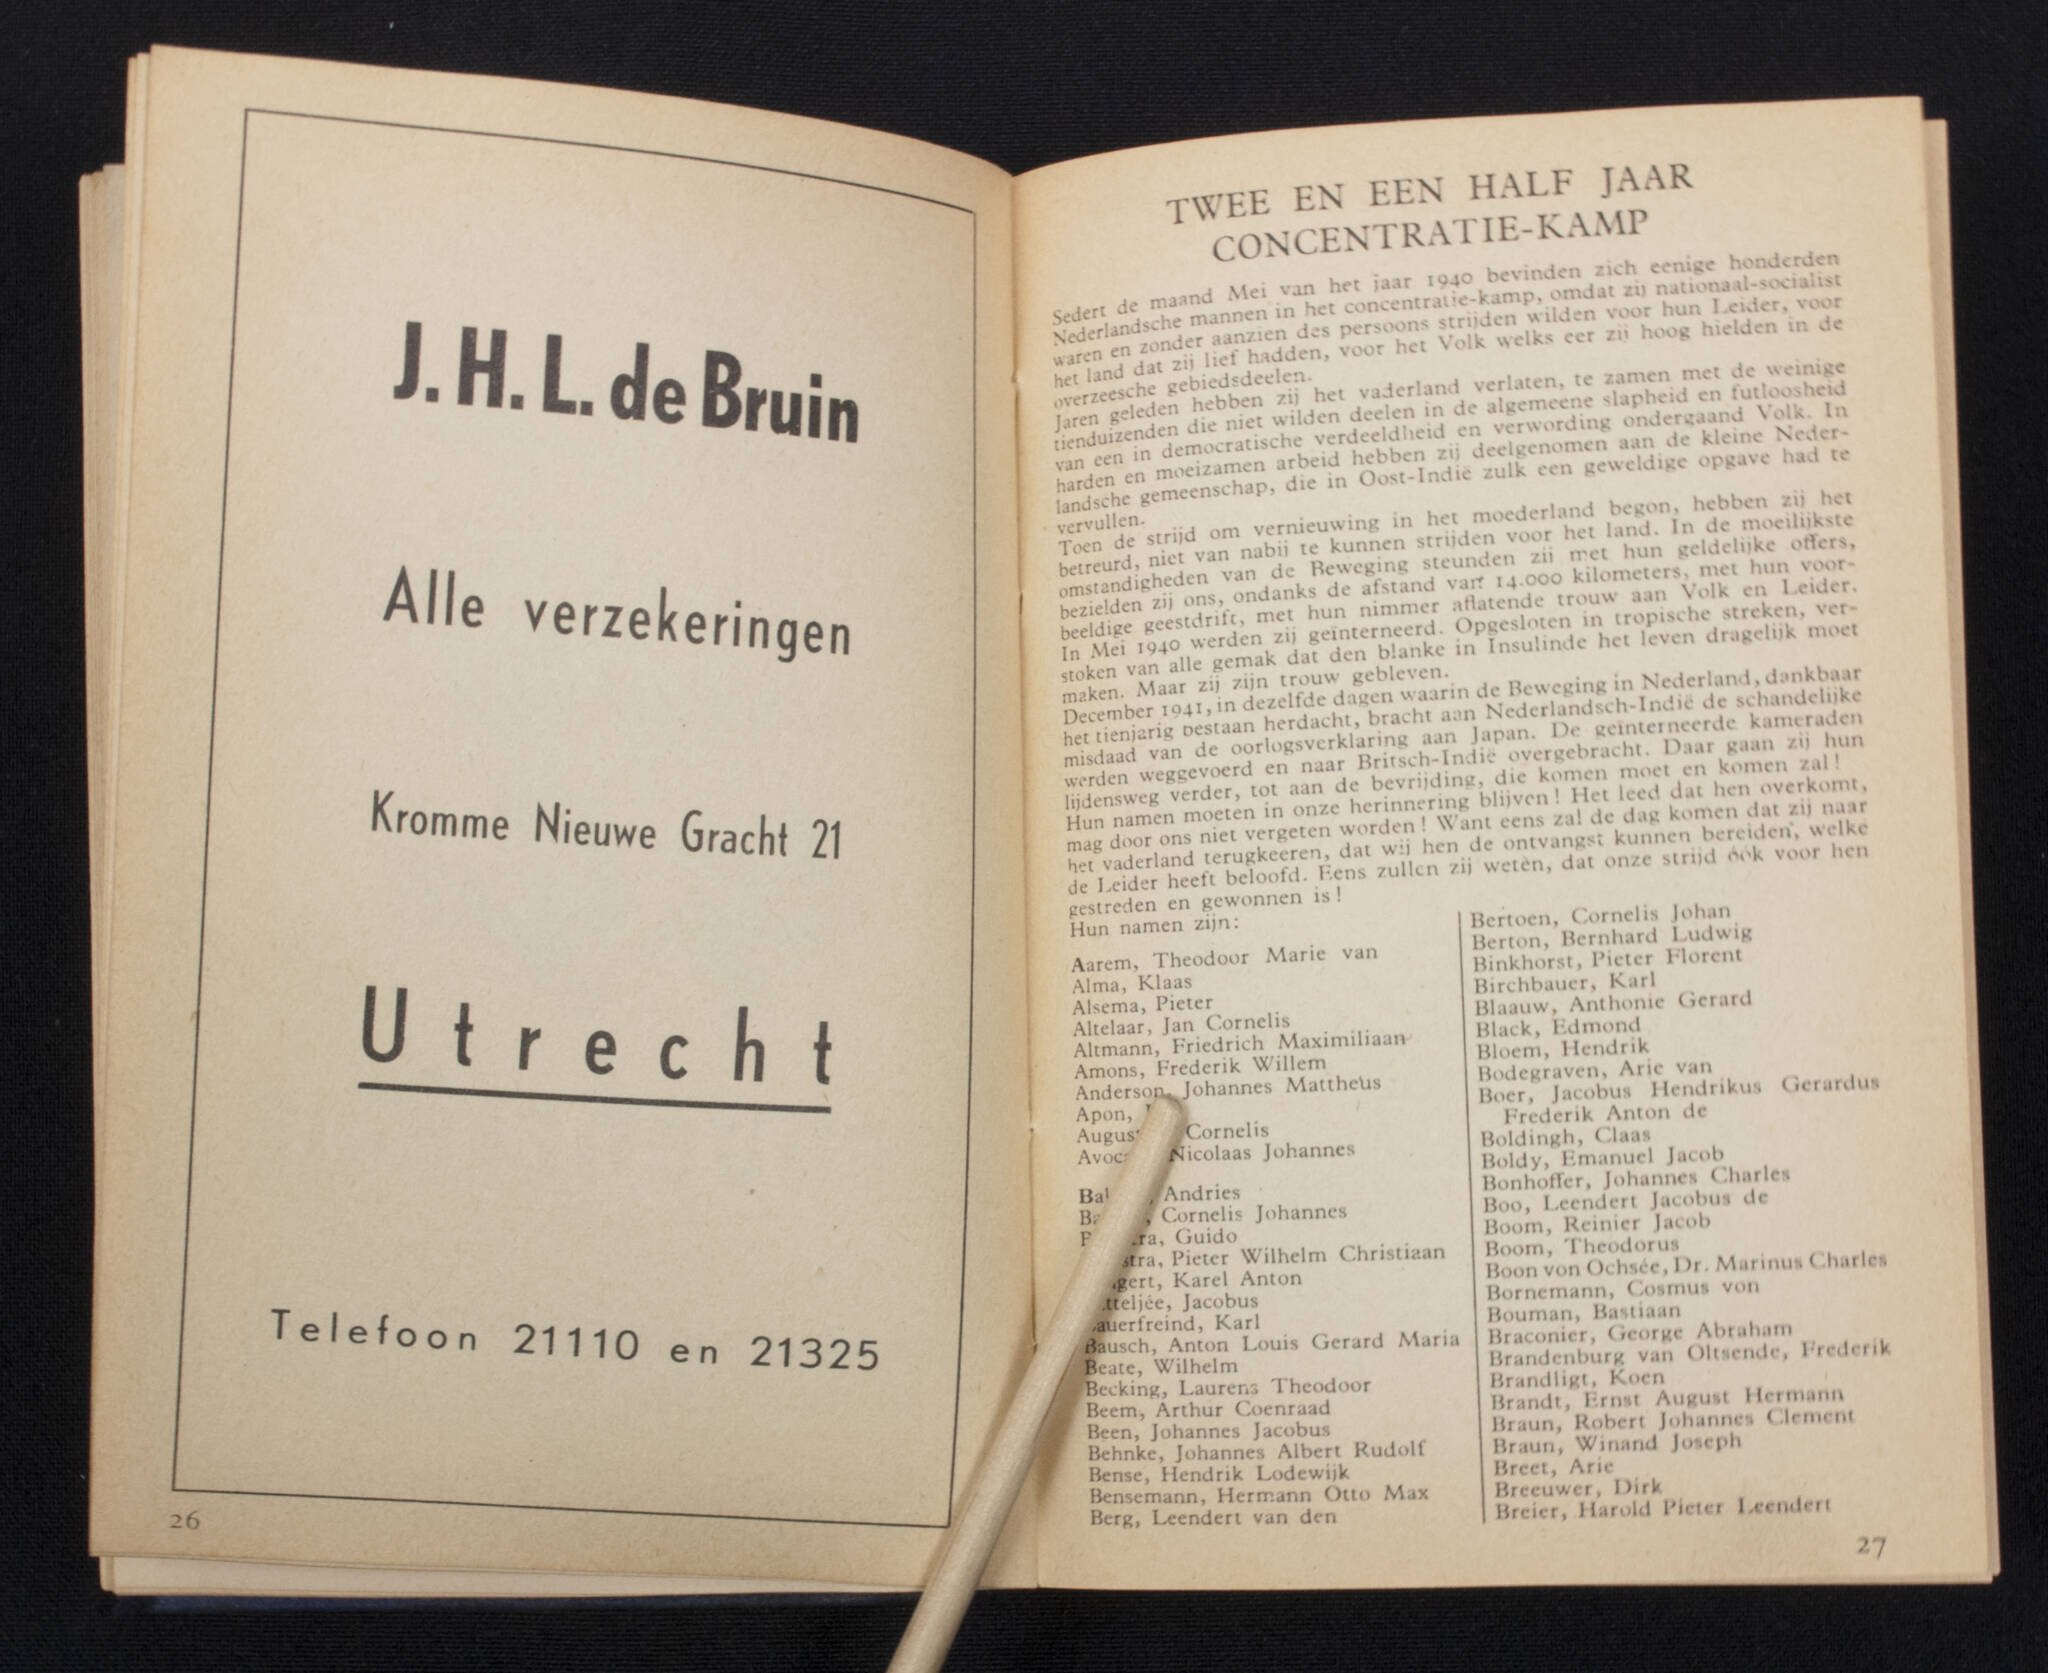 J. H. L. de Bruin
Alle verzekeringen
Kromme Nieuwe Gracht 21
Utrecht
Telefoon 21110 en 21325
26
TWEE EN EEN HALF JAAR
CONCENTRATIE-KAMP
Sedert de maand Mei van het jaar 1940 bevinden zich eenige honderden
Nederlandsche mannen in het concentratie-kamp, omdat zij nationaal-socialist
waren en zonder aanzien des persoons strijden wilden voor hun Leider, voor
het land dat zij lief hadden, voor het Volk welks eer zij hoog hielden in de
overzeesche gebiedsdeelen.
Jaren geleden hebben zij het vaderland verlaten, te zamen met de weinige
tienduizenden die niet wilden deelen in de algemeene slapheid en futloosheid
van een in democratische verdeeldheid en verwording ondergaand Volk. In
harden en moeizamen arbeid hebben zij deelgenomen aan de kleine Neder-
landsche gemeenschap, die in Oost-Indië zulk een geweldige opgave had te
vervullen.
Toen de strijd om vernieuwing in het moederland begon, hebben zij het
betreurd, niet van nabij te kunnen strijden voor het land. In de moeilijkste
omstandigheden van de Beweging steunden zij met hun geldelijke offers,
bezielden zij ons, ondanks de afstand van 14.000 kilometers, met hun voor-
beeldige geestdrift, met hun nimmer aflatende trouw aan Volk en Leider.
In Mei 1940 werden zij geïnterneerd. Opgesloten in tropische streken, ver-
stoken van alle gemak dat den blanke in Insulinde het leven dragelijk moet
maken. Maar zij zijn trouw gebleven.
December 1941, in dezelfde dagen waarin de Beweging in Nederland, dankbaar
het tienjarig bestaan herdacht, bracht aan Nederlandsch-Indië de schandelijke
misdaad van de oorlogsverklaring aan Japan. De geïnterneerde kameraden
werden weggevoerd en naar Britsch-Indië overgebracht. Daar gaan zij hun
lijdensweg verder, tot aan de bevrijding, die komen moet en komen zal!
Hun namen moeten in onze herinnering blijven! Het leed dat hen overkomt,
mag door ons niet vergeten worden! Want eens zal de dag komen dat zij naar
het vaderland terugkeeren, dat wij hen de ontvangst kunnen bereiden, welke
de Leider heeft beloofd. Eens zullen zij weten, dat onze strijd óók voor hen
gestreden en gewonnen is!
Hun namen zijn:
Aarem, Theodoor Marie van
Alma, Klaas
Alsema, Pieter
Altelaar, Jan Cornelis
Altmann, Friedrich Maximiliaan
Amons, Frederik Willem
Anderson, Johannes Mattheus
Apon,
Cornelis
Nicolaas Johannes
Andries
Cornelis Johannes
Guido
Pieter Wilhelm Christiaan
Karel Anton
Jacobus
Karl
Bausch, Anton Louis Gerard Maria
Beate, Wilhelm
Becking, Laurens Theodoor
Beem, Arthur Coenraad
Been, Johannes Jacobus
Behnke, Johannes Albert Rudolf
Bense, Hendrik Lodewijk
Bensemann, Hermann Otto Max
Berg, Leendert van den
Bertoen, Cornelis Johan
Berton, Bernhard Ludwig
Binkhorst, Pieter Florent
Birchbauer, Karl
Blaauw, Anthonie Gerard
Black, Edmond
Bloem, Hendrik
Bodegraven, Arie van
Boer, Jacobus Hendrikus Gerardus
Frederik Anton de
Boldingh, Claas
Boldy, Emanuel Jacob
Bonhoffer, Johannes Charles
Boo, Leendert Jacobus de
Boom, Reinier Jacob
Boom, Theodorus
Boon von Ochsée, Dr. Marinus Charles
Bornemann, Cosmus von
Bouman, Bastiaan
Braconier, George Abraham
Brandenburg van Oltsende, Frederik
Brandligt, Koen
Brandt, Ernst August Hermann
Braun, Robert Johannes Clement
Braun, Winand Joseph
Breet, Arie
Breeuwer, Dirk
Breier, Harold Pieter Leendert
27